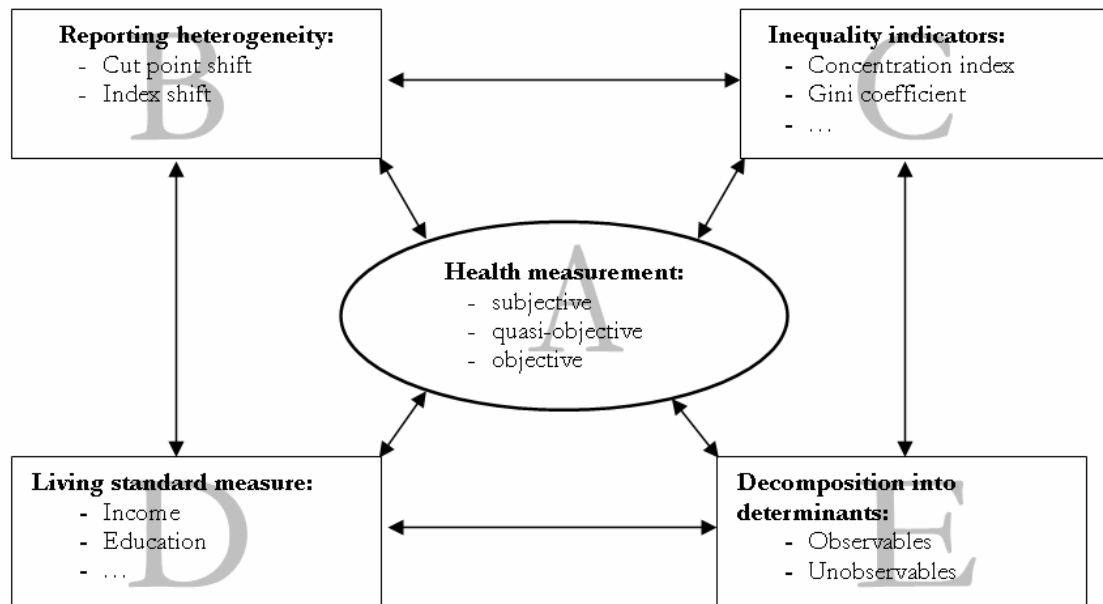 B
Reporting heterogeneity:
- Cut point shift
- Index shift
C
Inequality indicators:
- Concentration index
- Gini coefficient
- …
A
Health measurement:
- subjective
- quasi-objective
- objective
D
Living standard measure:
- Income
- Education
- …
E
Decomposition into
determinants:
- Observables
- Unobservables